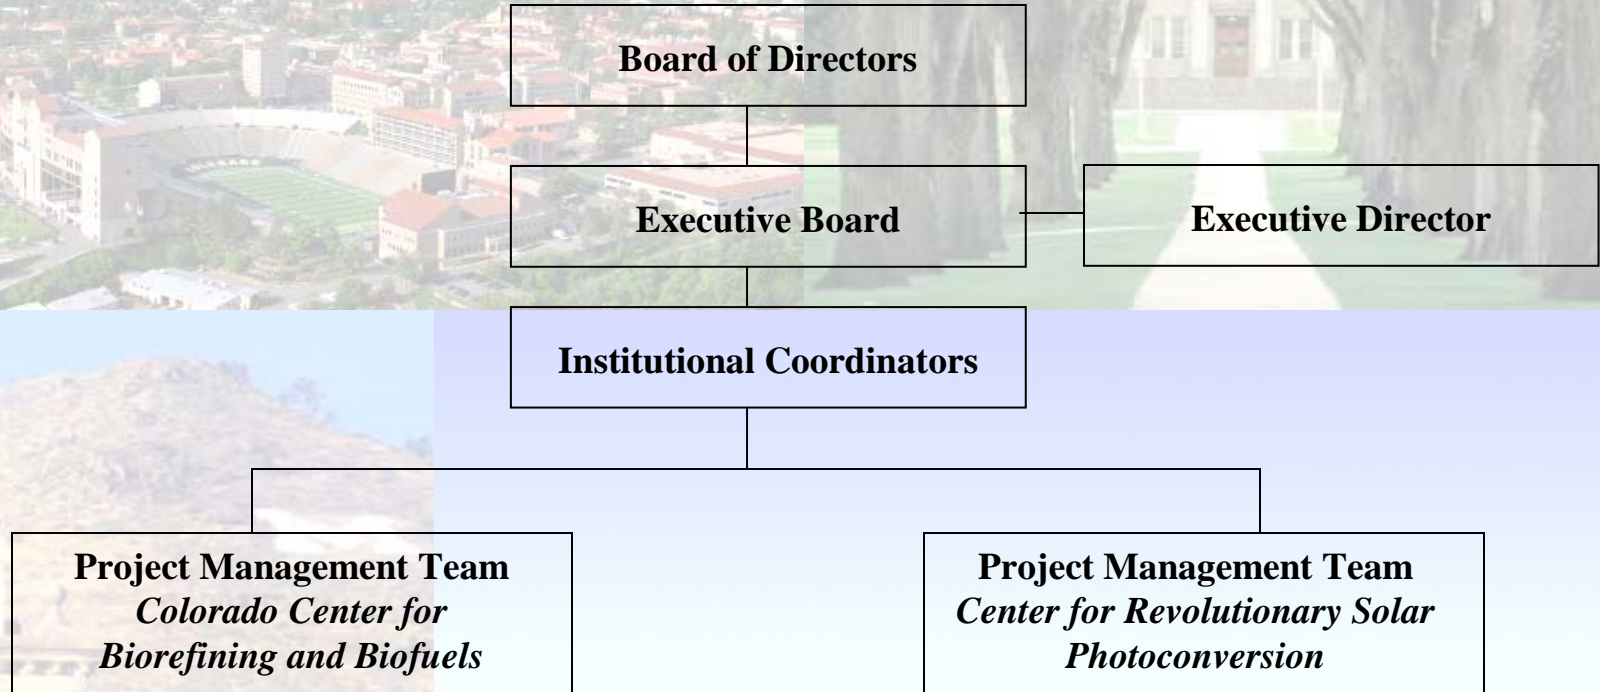 Board of Directors
Executive Board
Executive Director
Institutional Coordinators
Project Management Team
Colorado Center for
Biorefining and Biofuels
Project Management Team
Center for Revolutionary Solar
Photoconversion